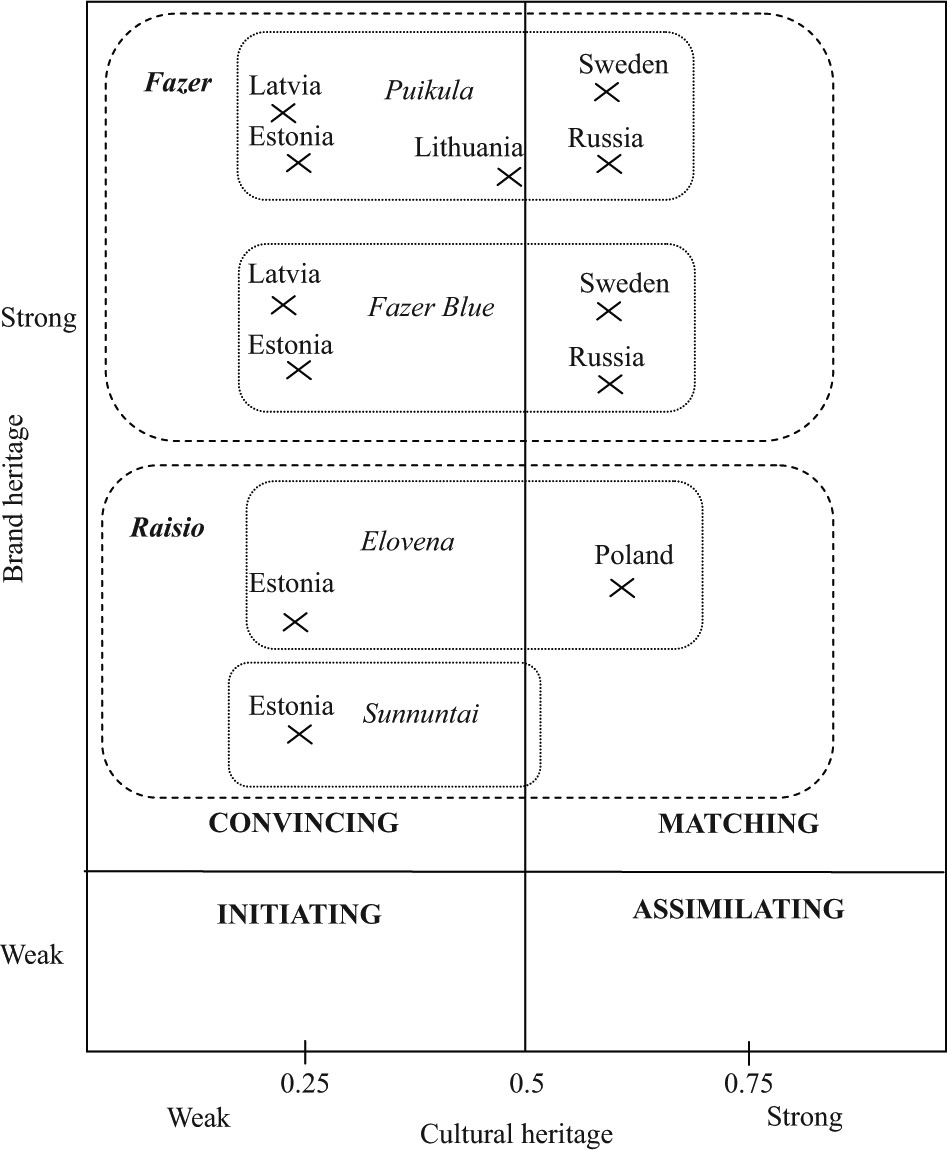 Fazer
Puikula
Latvia
Estonia
Lithuania
Sweden
Russia
Fazer Blue
Latvia
Estonia
Sweden
Russia
Raisio
Elovena
Estonia
Poland
Sunnuntai
Estonia
CONVINCING
MATCHING
INITIATING
ASSIMILATING
Strong
Brand heritage
Weak
0.25
0.5
0.75
Weak
Strong
Cultural heritage